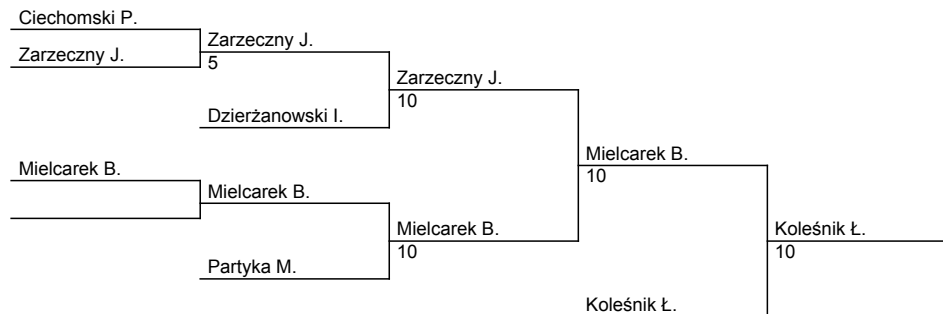 Ciechomski P.
Zarzeczny J.
Zarzeczny J.
5
Zarzeczny J.
10
Dzierżanowski I.
Mielcarek B.
10
Mielcarek B.
Mielcarek B.
Mielcarek B.
10
Koleśnik Ł.
10
Partyka M.
Koleśnik Ł.